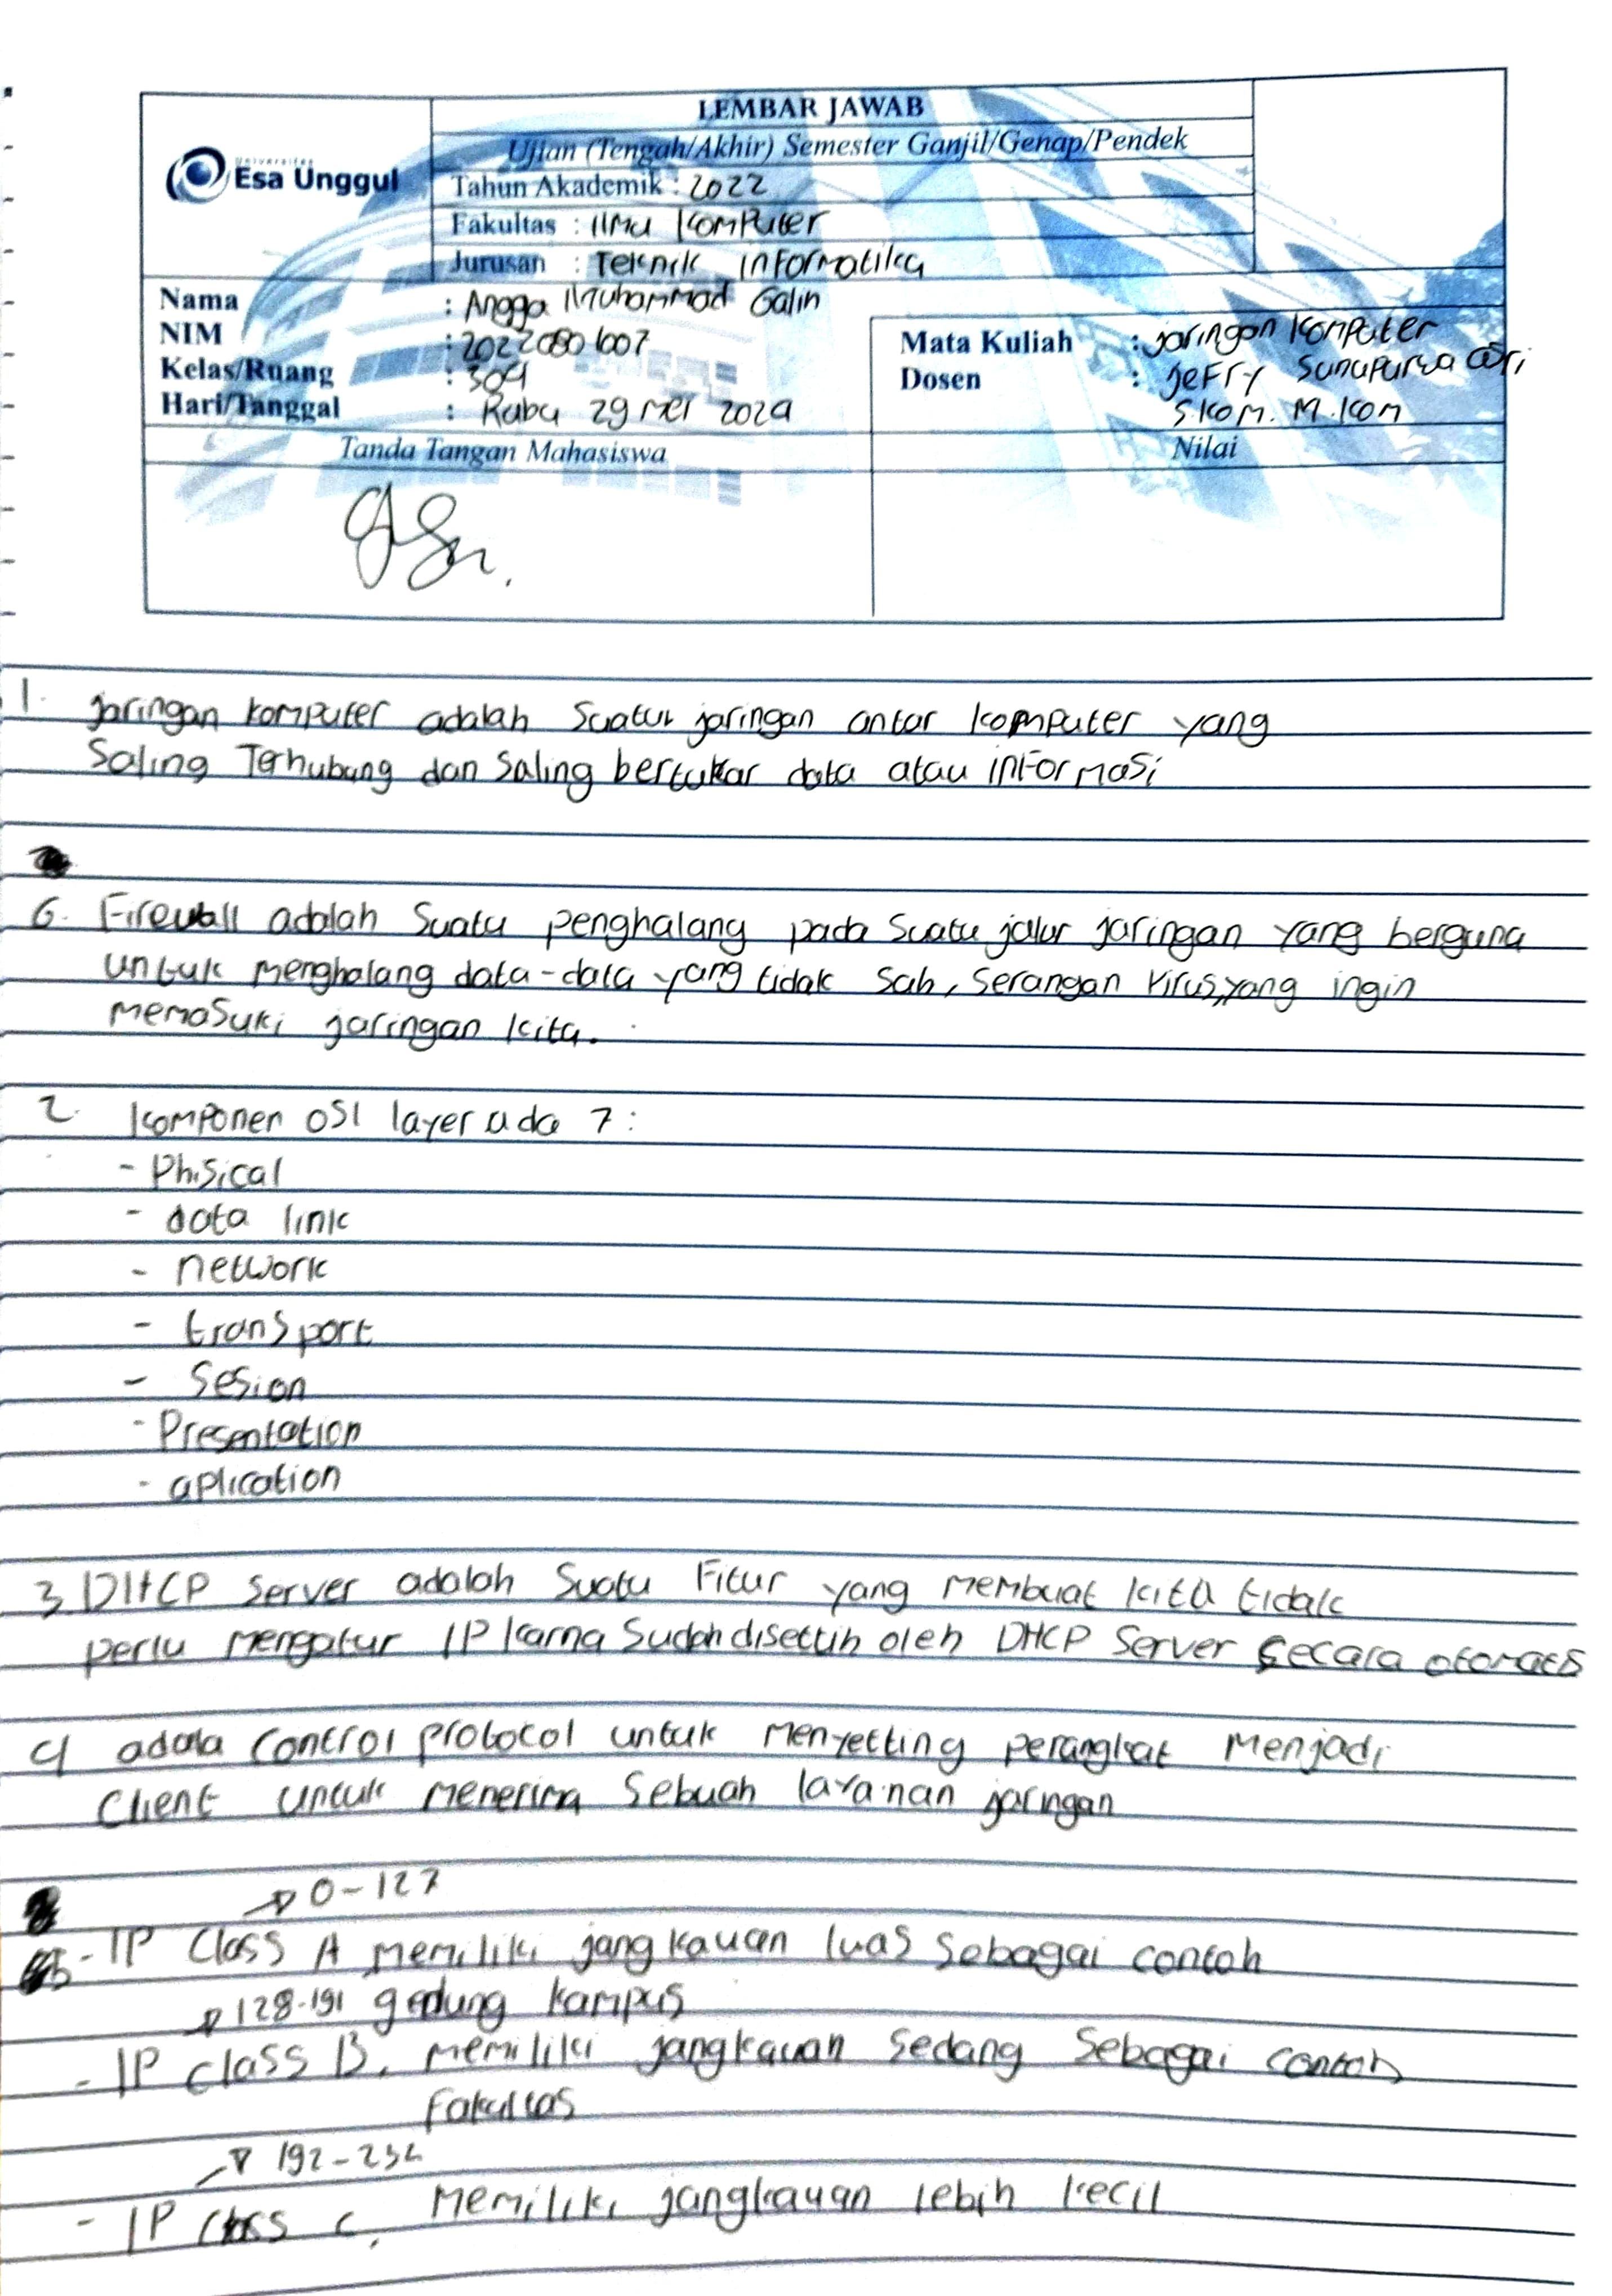 LEMBAR JAWAB
Ujian (Tengah/Akhir) Semester Ganjil/Genap/Pendek
Universitas
Esa Unggul
Tahun Akademik : 2022
Fakultas : Ilmu Komputer
Jurusan : Teknik Informatika
Nama : Angga Muhammad Galih
NIM : 20220801007
Kelas/Ruang : 309
Hari/Tanggal : Rabu 29 Mei 2024
Mata Kuliah : jaringan Komputer
Dosen : Jefry Sunupurwa Asri
S.KOM. M.KOM
Tanda Tangan Mahasiswa
Nilai
1. jaringan komputer adalah Suatu jaringan antar komputer yang
Saling Terhubung dan Saling bertukar data atau informasi
6. Firewall adalah Suatu penghalang pada Suatu jalur jaringan yang berguna
untuk menghalang data-data yang tidak Sah, Serangan Virus, yang ingin
memasuki jaringan kita.
2. Komponen OSI layer ada 7 :
- Phisical
- data link
- network
- transport
- Sesion
- Presentation
- aplication
3. DHCP Server adalah Suatu Fitur yang membuat kita tidak
perlu mengatur IP karna Sudah disettin oleh DHCP Server Secara otomatis
4 adala Control protocol untuk menyetting perangkat menjadi
Client untuk menerima Sebuah layanan jaringan
0-127
5 - IP Class A memiliki jangkauan luas sebagai contoh
128-191 gedung kampus
- IP class B, memiliki jangkauan Sedang Sebagai contoh
fakultas
192-
- IP Class C, memiliki jangkauan lebih kecil